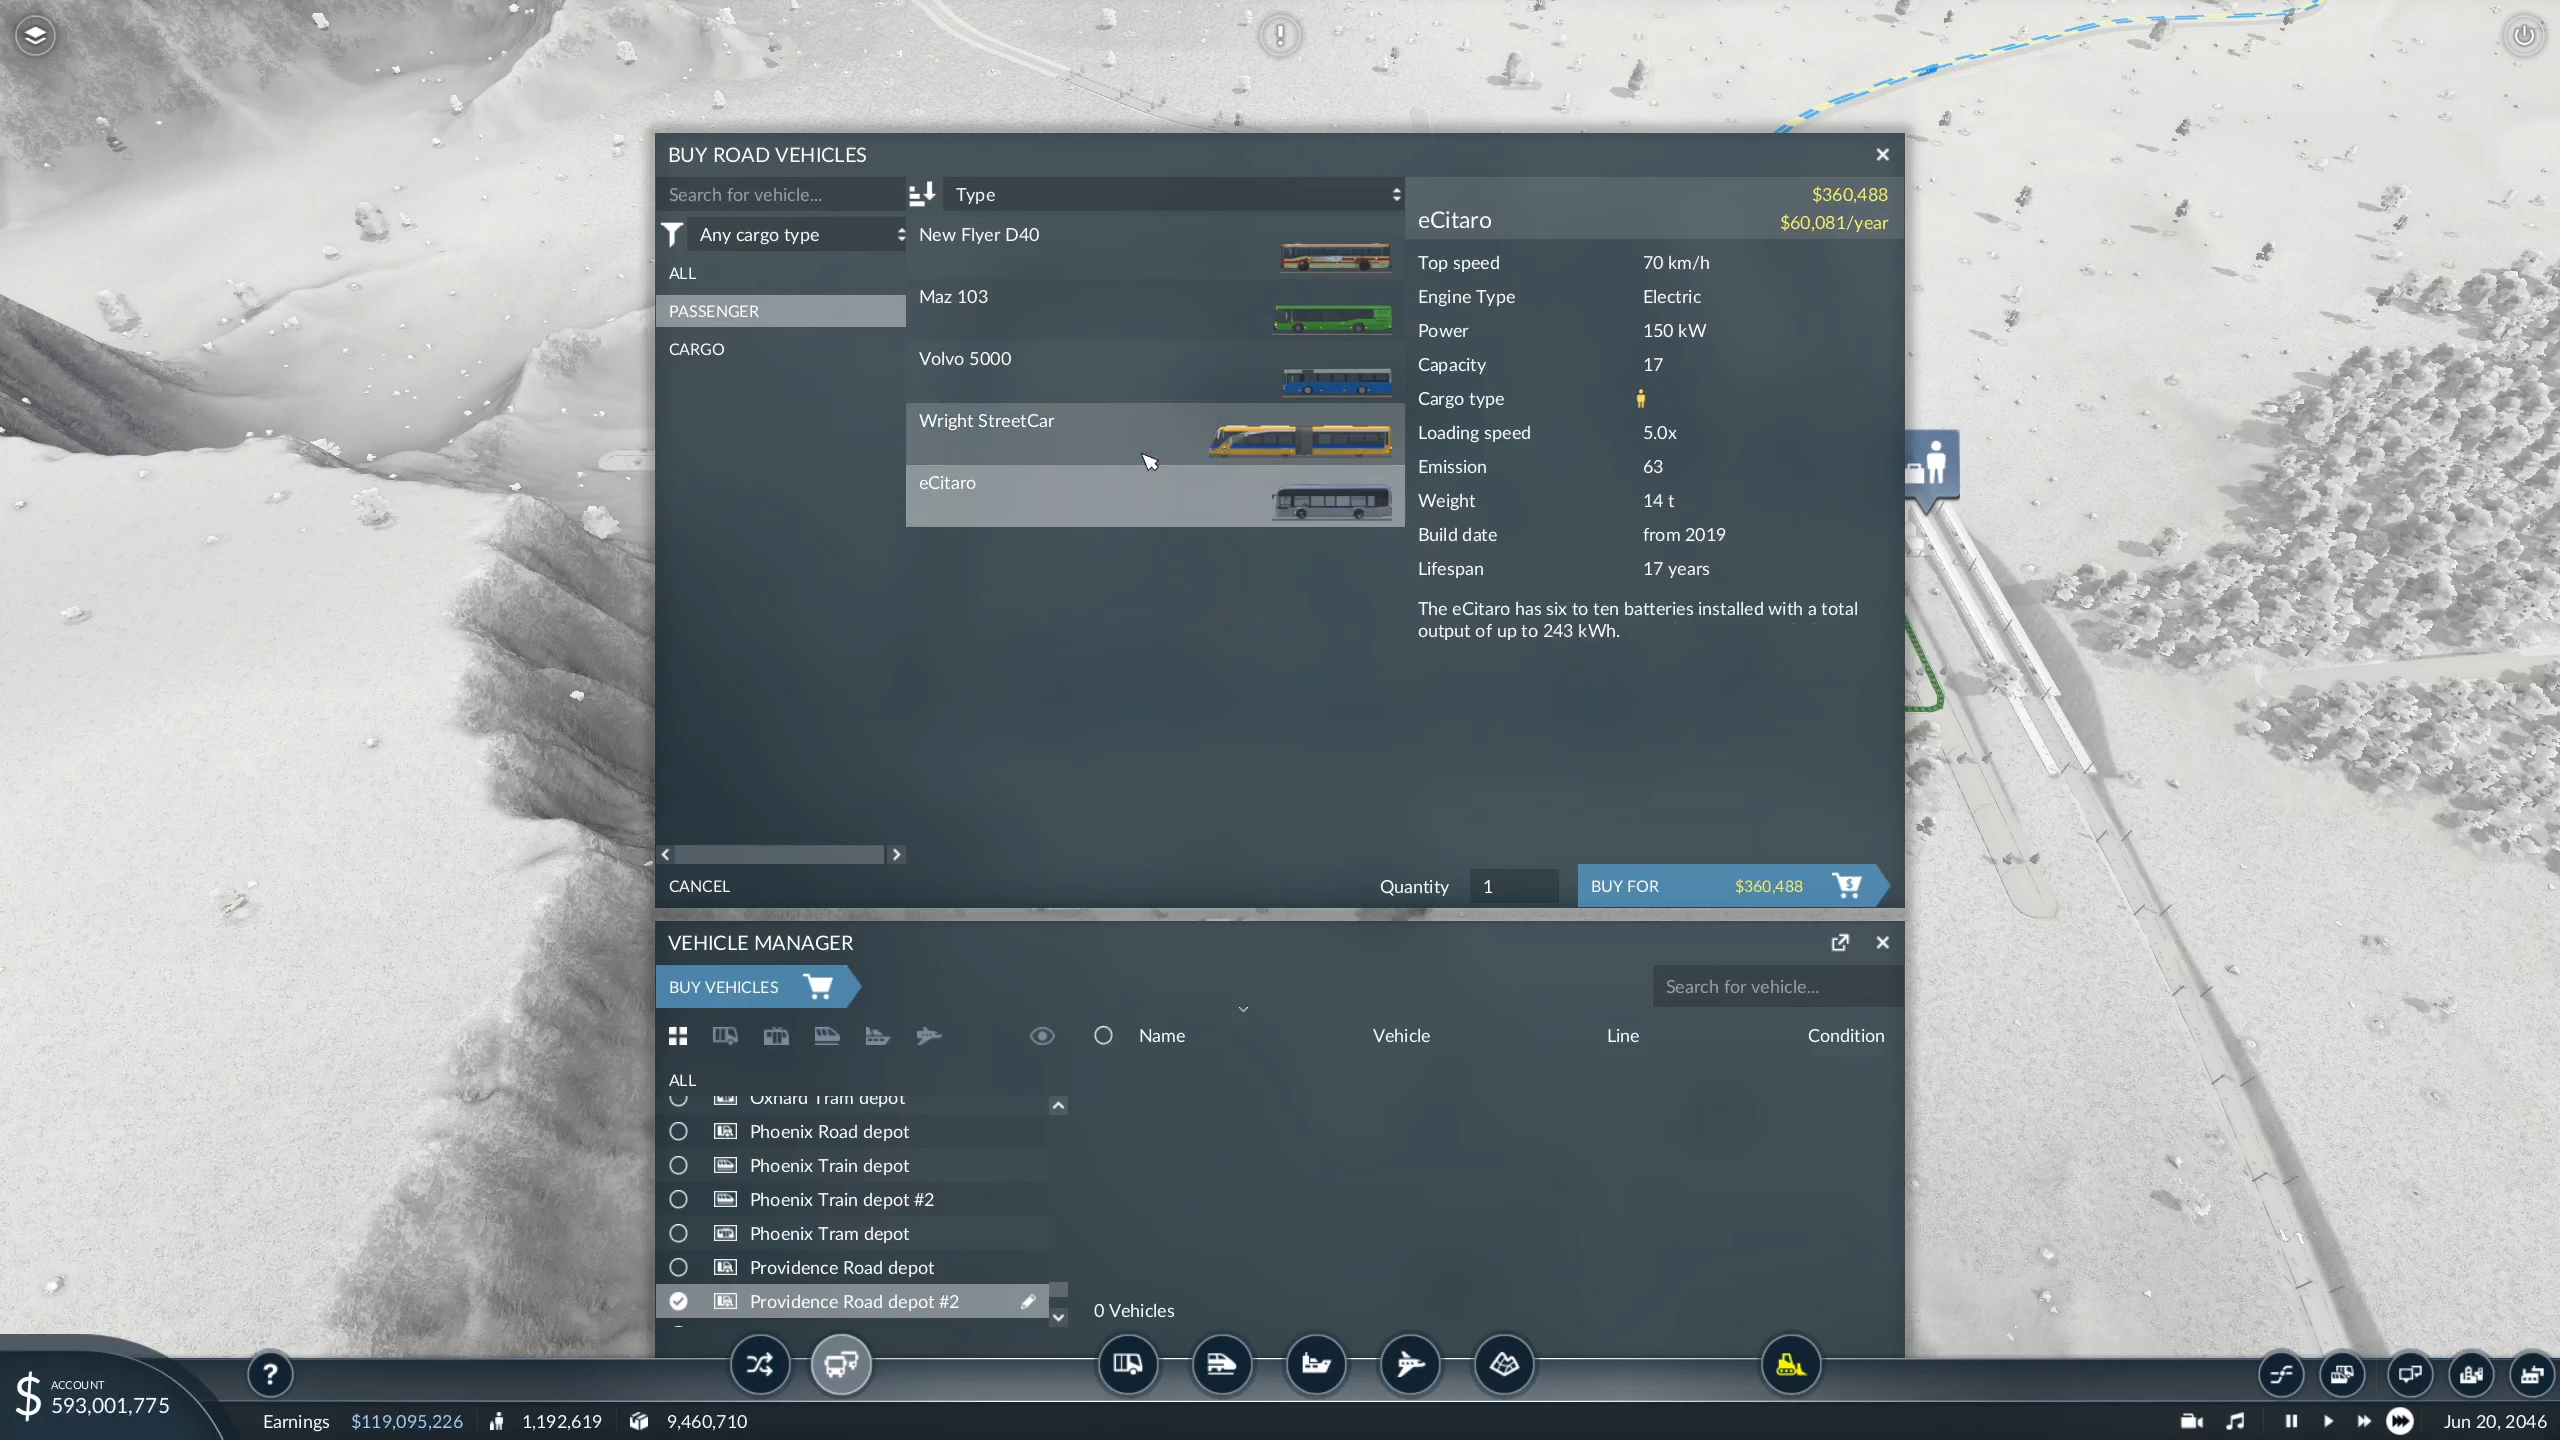 BUY ROAD VEHICLES
Search for vehicle...
Type
Any cargo type
ALL
PASSENGER
CARGO
New Flyer D40
Maz 103
Volvo 5000
Wright StreetCar
eCitaro
$360,488
eCitaro
$60,081/year
Top speed 70 km/h
Engine Type Electric
Power 150 kW
Capacity 17
Cargo type
Loading speed 5.0x
Emission 63
Weight 14 t
Build date from 2019
Lifespan 17 years
The eCitaro has six to ten batteries installed with a total
output of up to 243 kWh.
CANCEL
Quantity 1
BUY FOR $360,488
VEHICLE MANAGER
BUY VEHICLES
Search for vehicle...
Name Vehicle Line Condition
ALL
Oxnard Tram depot
Phoenix Road depot
Phoenix Train depot
Phoenix Train depot #2
Phoenix Tram depot
Providence Road depot
Providence Road depot #2
0 Vehicles
?
$ ACCOUNT
593,001,775
Earnings $119,095,226 1,192,619 9,460,710
Jun 20, 2046